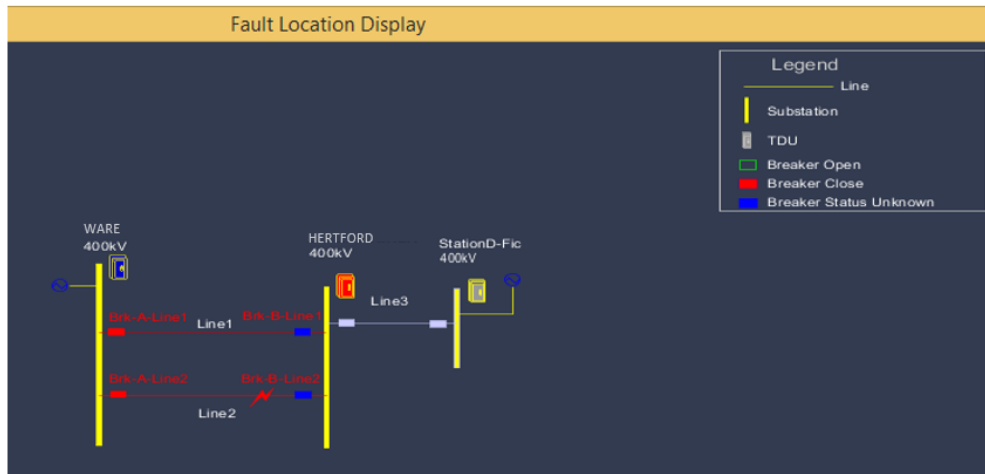 Fault Location Display
Legend
Line
Substation
TDU
Breaker Open
Breaker Close
Breaker Status Unknown
WARE
400kV
HERTFORD
400kV
StationD-Fic
400kV
Line3
Brk-A-Line1
Line1
Brk-B-Line1
Brk-A-Line2
Brk-B-Line2
Line2